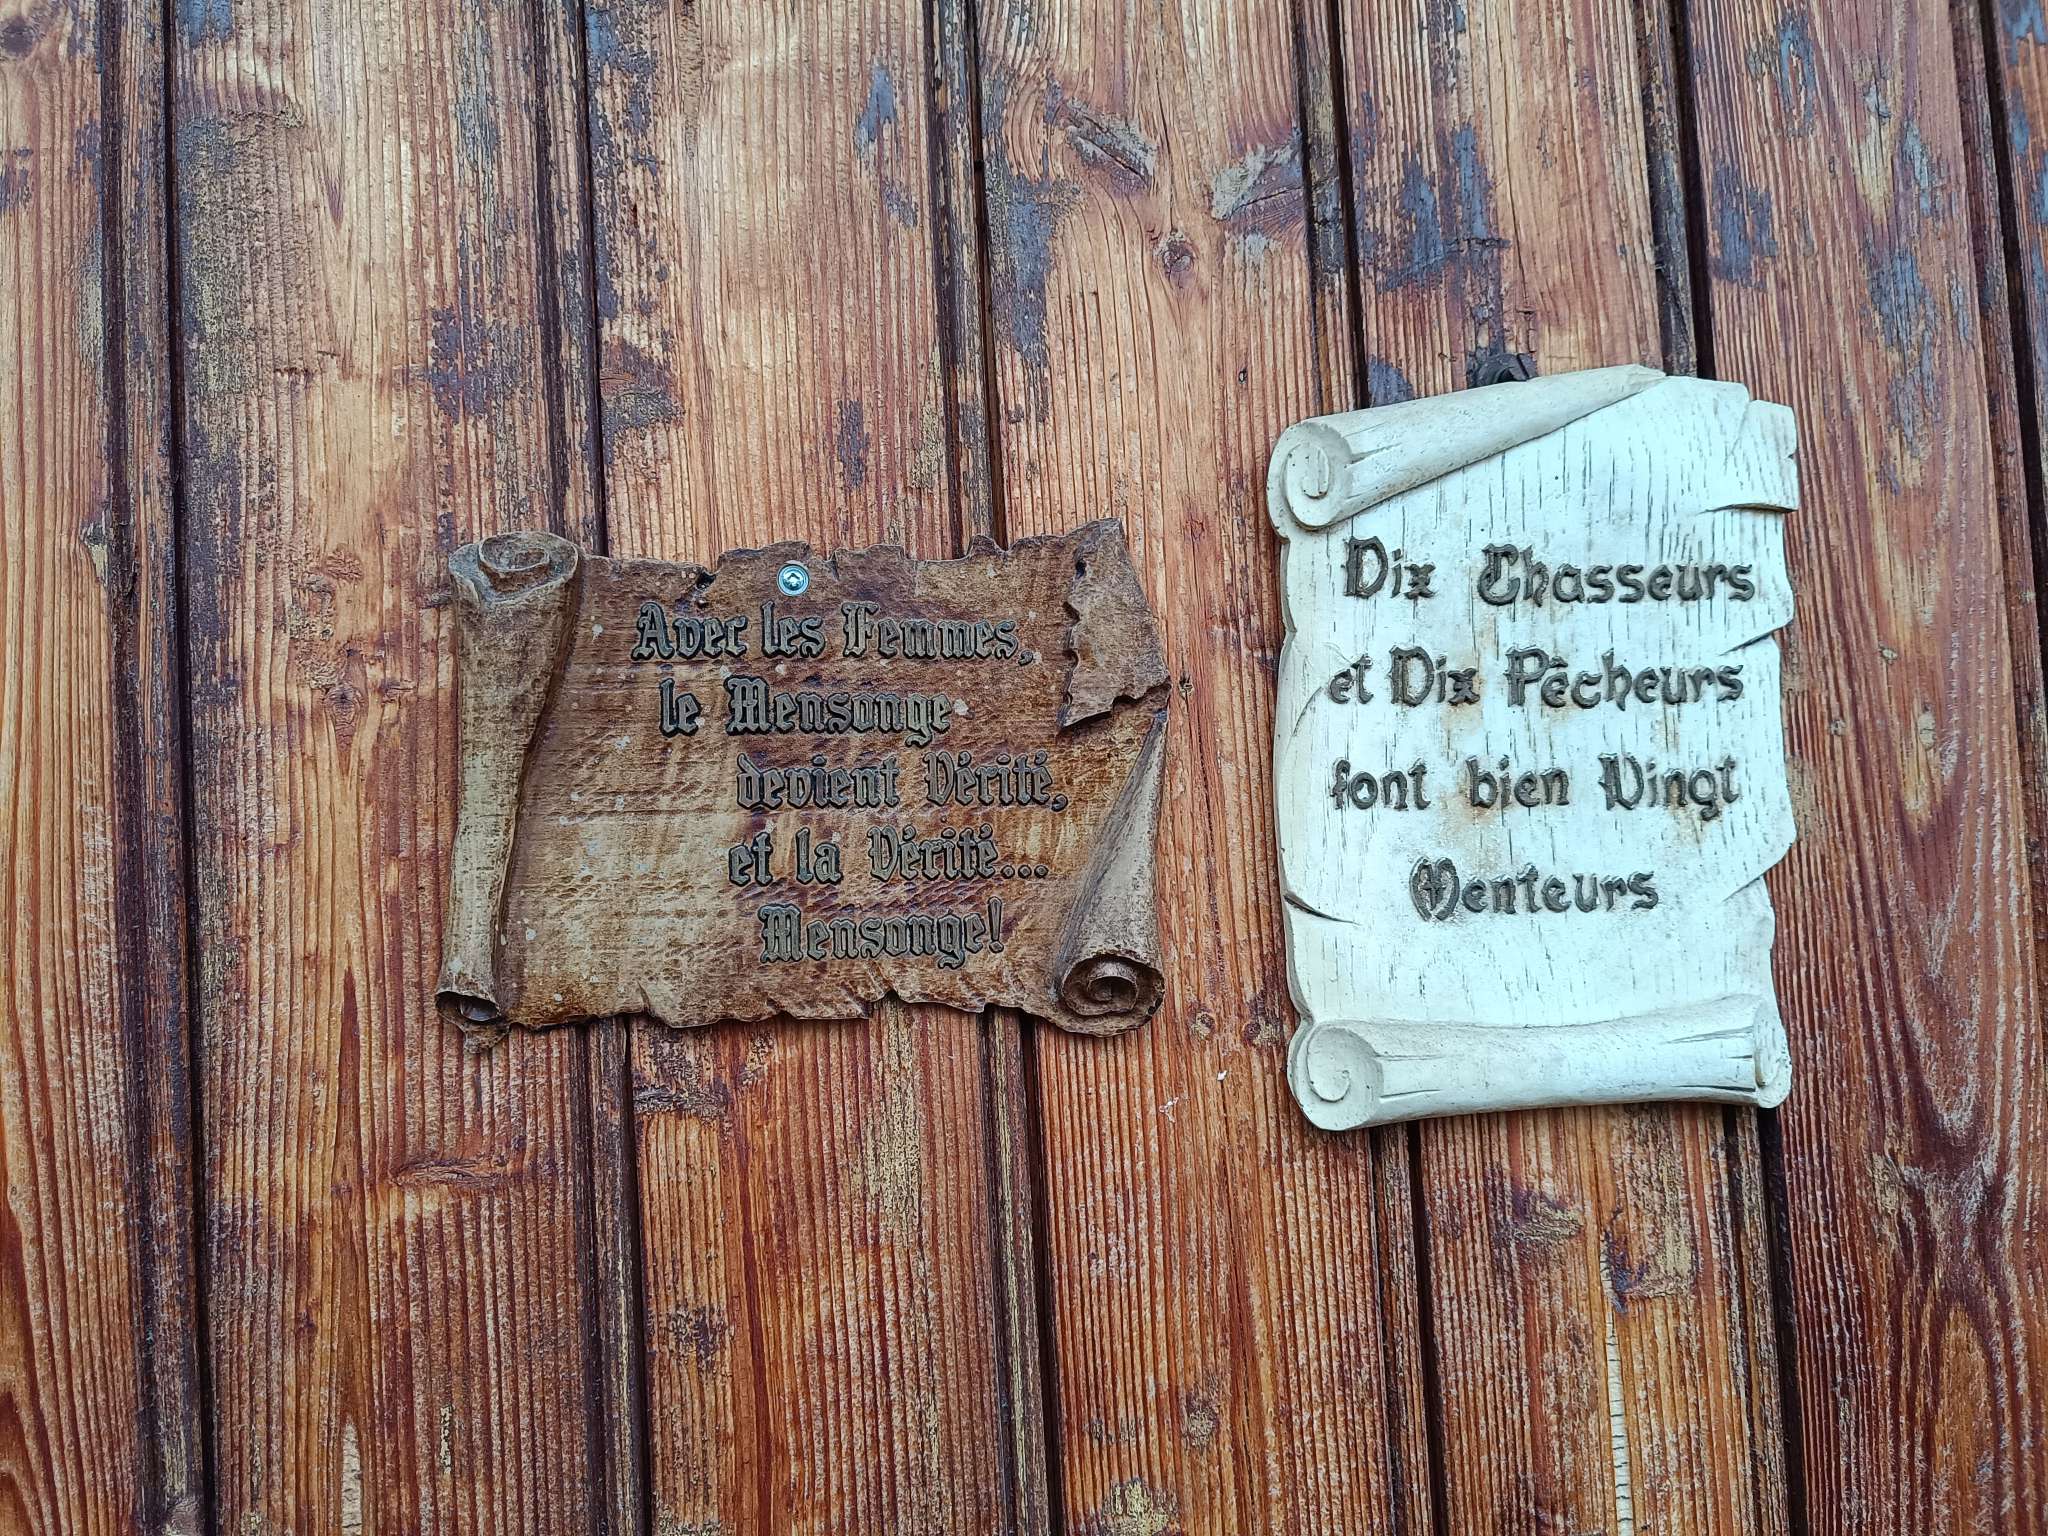 Avec les Femmes,
le Mensonge
devient Vérité,
et la Vérité...
Mensonge!
Dix Chasseurs
et Dix Pêcheurs
font bien Vingt
Menteurs